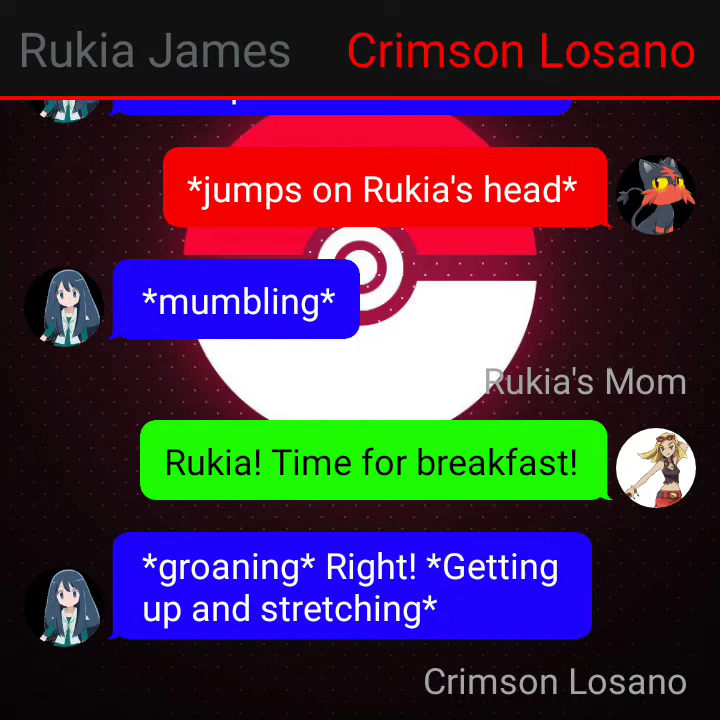 Rukia James Crimson Losano
*jumps on Rukia's head*
*mumbling*
Rukia's Mom
Rukia! Time for breakfast!
*groaning* Right! *Getting
up and stretching*
Crimson Losano